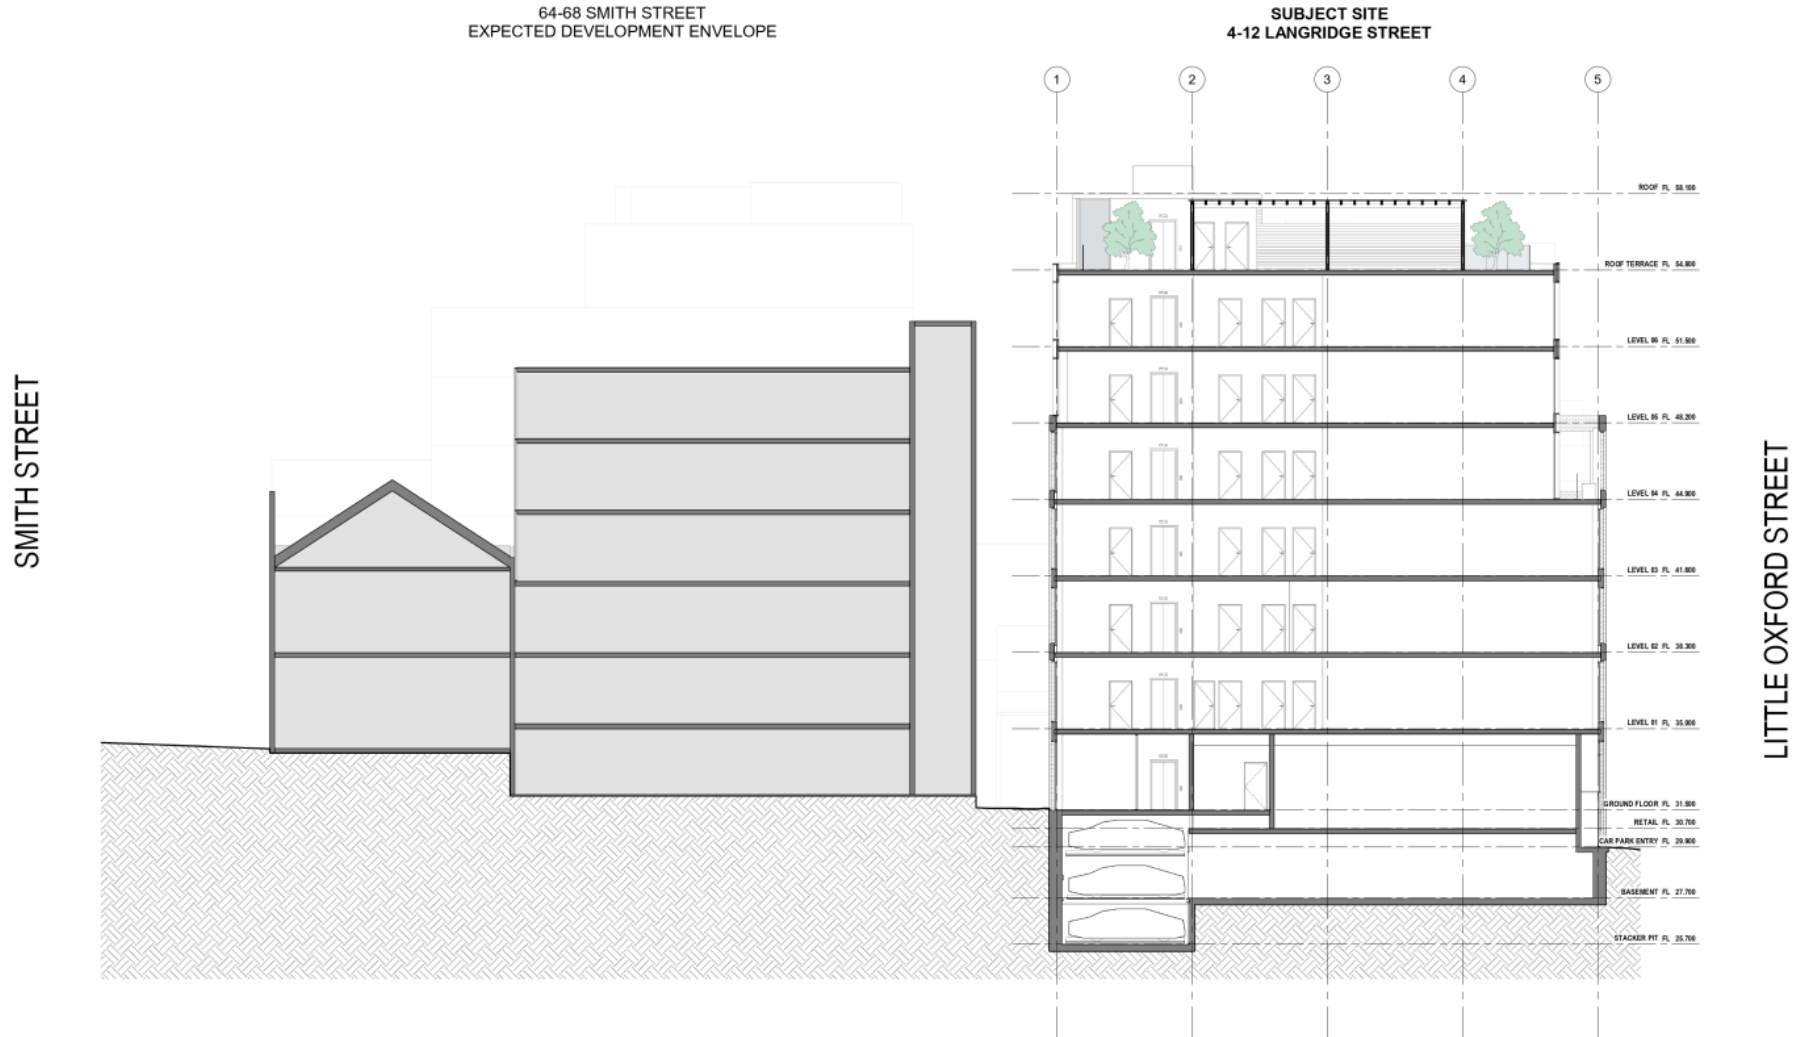 64-68 SMITH STREET
EXPECTED DEVELOPMENT ENVELOPE
SUBJECT SITE
4-12 LANGRIDGE STREET
1
2
3
4
5
ROOF FL 58.100
ROOF TERRACE FL 54.800
LEVEL 06 FL 51.500
LEVEL 05 FL 48.200
LEVEL 04 FL 44.900
LEVEL 03 FL 41.600
LEVEL 02 FL 38.300
LEVEL 01 FL 35.000
GROUND FLOOR FL 31.500
RETAIL FL 30.700
CAR PARK ENTRY FL 29.900
BASEMENT FL 27.700
STACKER PIT FL 25.700
SMITH STREET
LITTLE OXFORD STREET